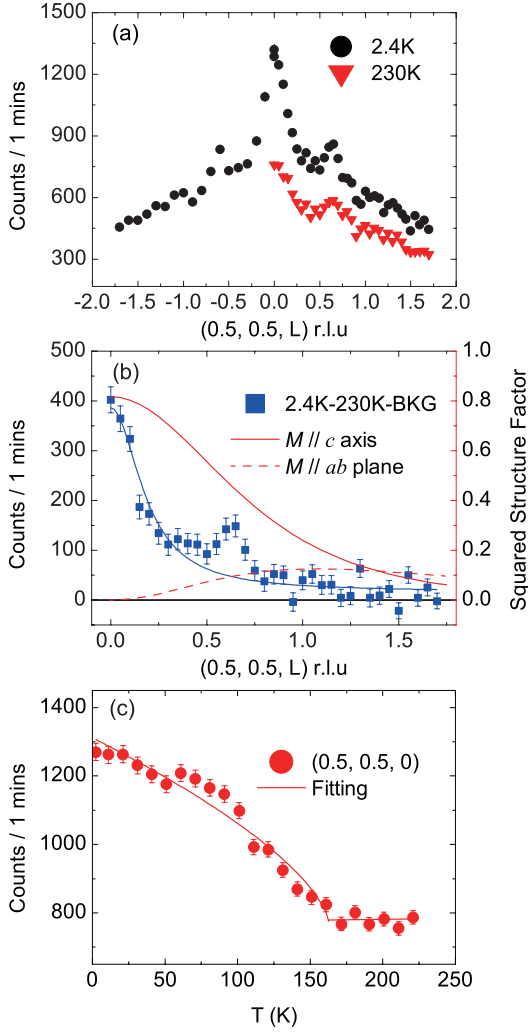 (a)
2.4K
230K
Counts / 1 mins
1500
1200
900
600
300
-2.0 -1.5 -1.0 -0.5 0.0 0.5 1.0 1.5 2.0
(0.5, 0.5, L) r.l.u
(b)
2.4K-230K-BKG
M // c axis
M // ab plane
Counts / 1 mins
500
400
300
200
100
0
Squared Structure Factor
1.0
0.8
0.6
0.4
0.2
0.0
0.0 0.5 1.0 1.5
(0.5, 0.5, L) r.l.u
(c)
(0.5, 0.5, 0)
Fitting
Counts / 1 mins
1400
1200
1000
800
0 50 100 150 200 250
T (K)